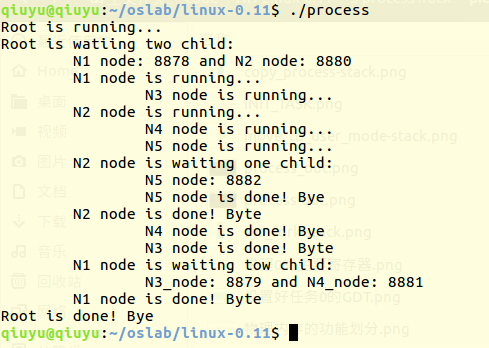 qiuyu@qiuyu:~/oslab/linux-0.11$ ./process
Root is running...
Root is watiing two child:
N1 node: 8878 and N2 node: 8880
N1 node is running...
N3 node is running...
N2 node is running...
N4 node is running...
N5 node is running...
N2 node is waiting one child:
N5 node: 8882
N5 node is done! Bye
N2 node is done! Byte
N4 node is done! Bye
N3 node is done! Byte
N1 node is waiting tow child:
N3_node: 8879 and N4_node: 8881
N1 node is done! Byte
Root is done! Bye
qiuyu@qiuyu:~/oslab/linux-0.11$